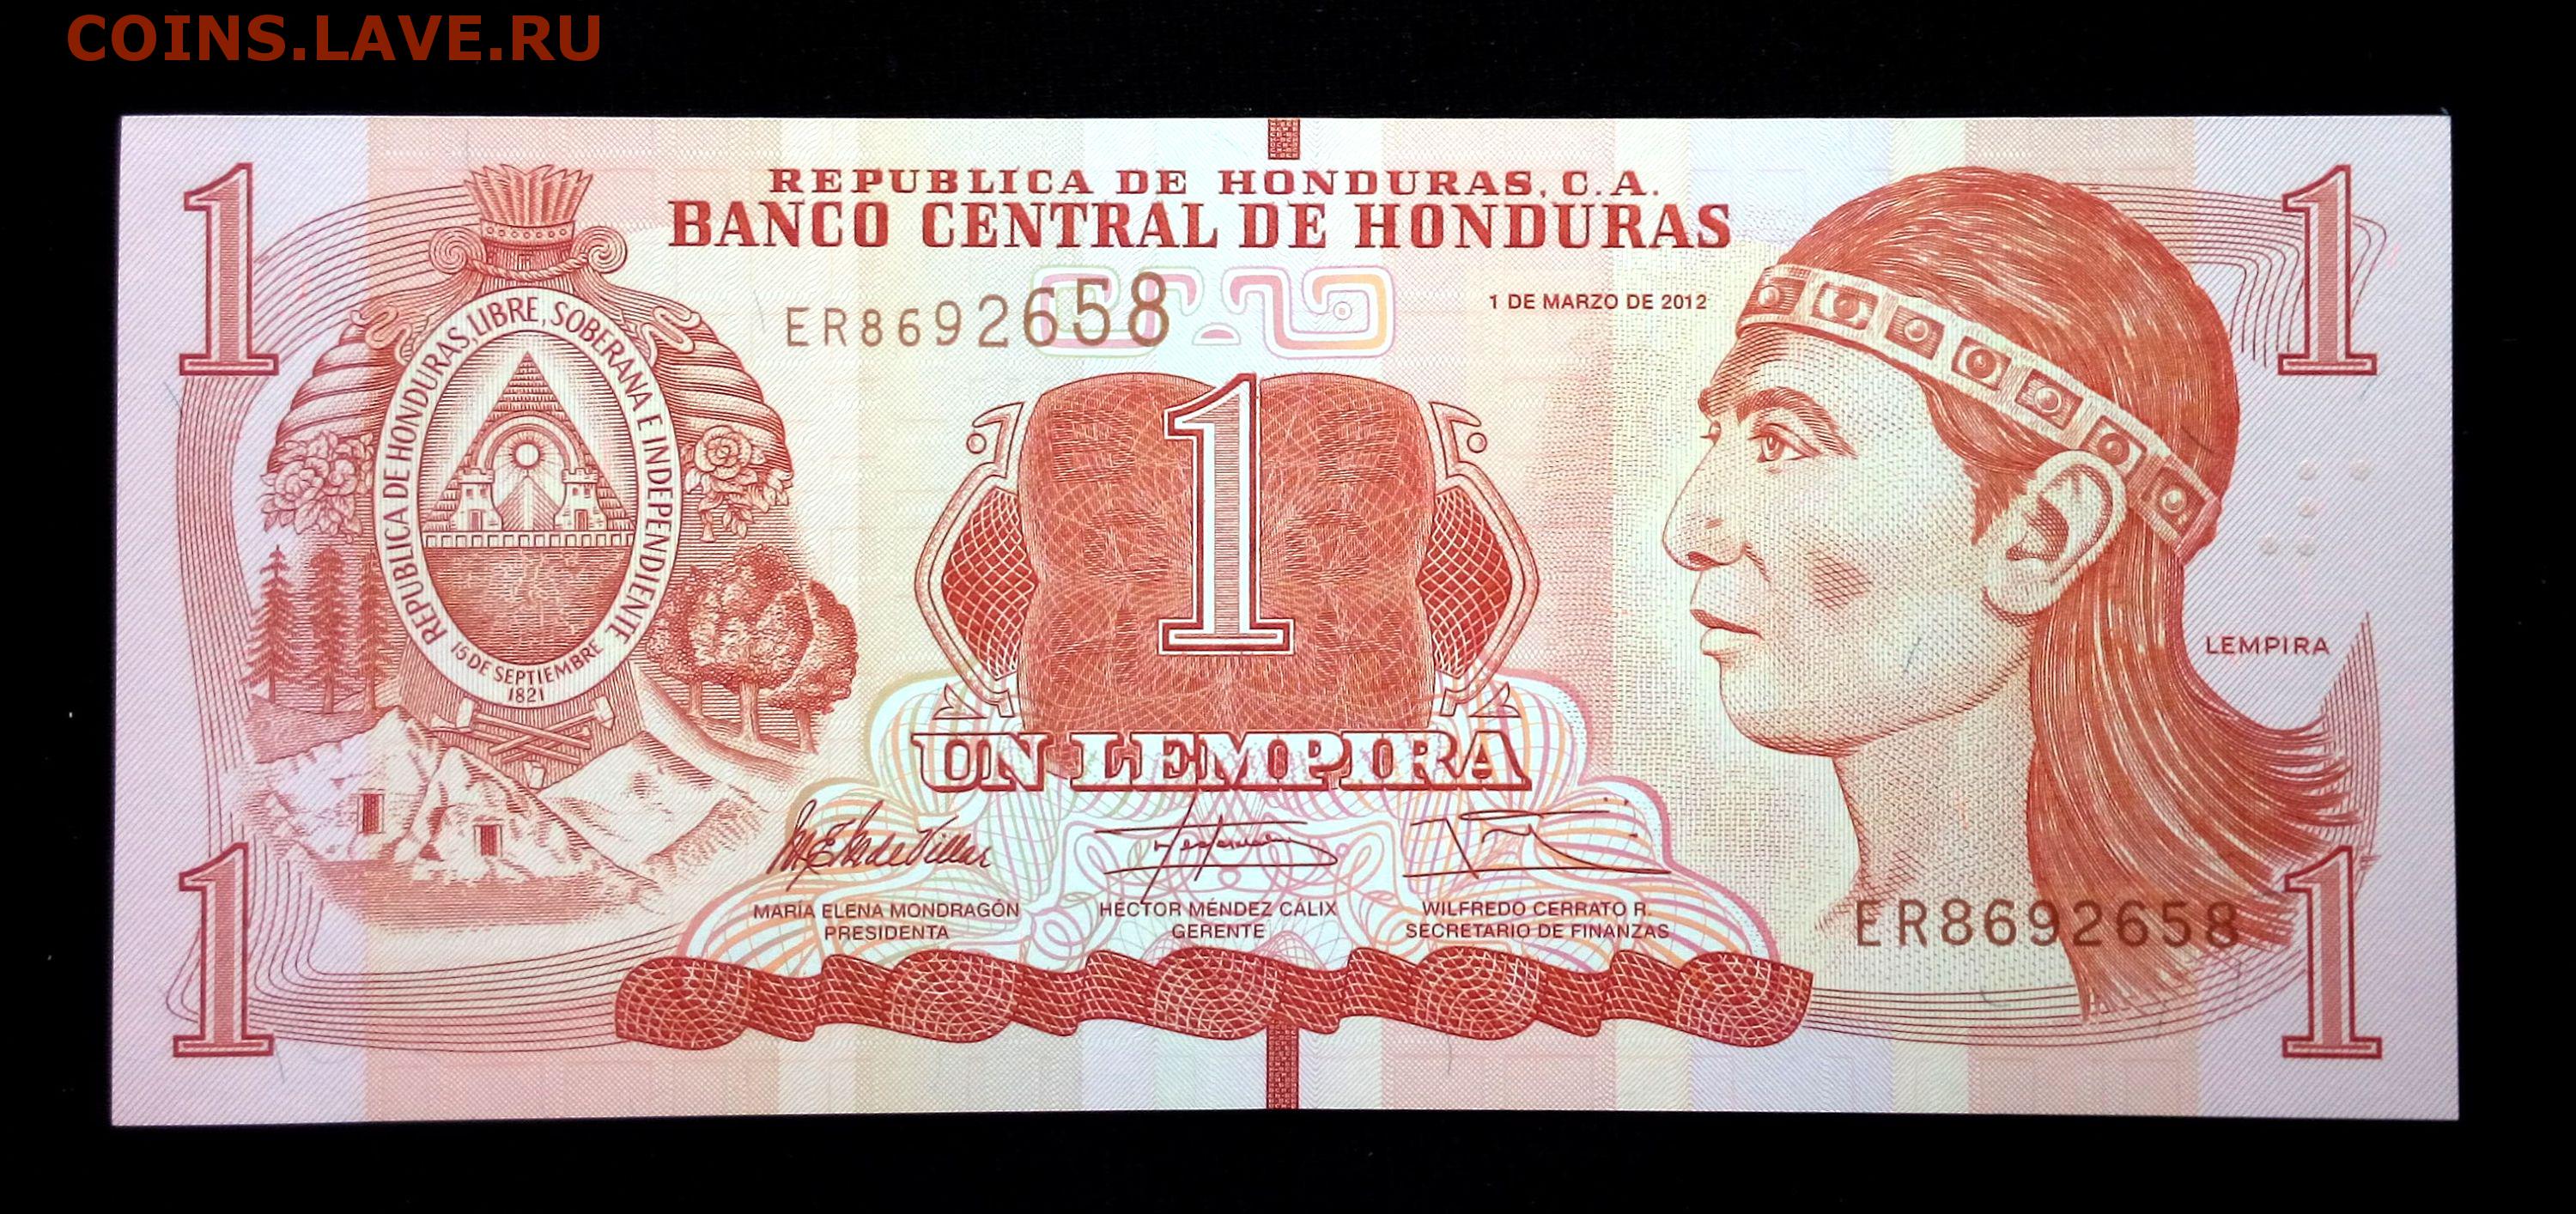 COINS.LAVE.RU
1
1
REPUBLICA DE HONDURAS, C.A.
BANCO CENTRAL DE HONDURAS
ER8692658
1 DE MARZO DE 2012
REPUBLICA DE HONDURAS, LIBRE, SOBERANA E INDEPENDIENTE
15 DE SEPTIEMBRE
1821
1
LEMPIRA
UN LEMPIRA
MARÍA ELENA MONDRAGÓN
PRESIDENTA
HÉCTOR MÉNDEZ CÁLIX
GERENTE
WILFREDO CERRATO R.
SECRETARIO DE FINANZAS
ER8692658
1
1